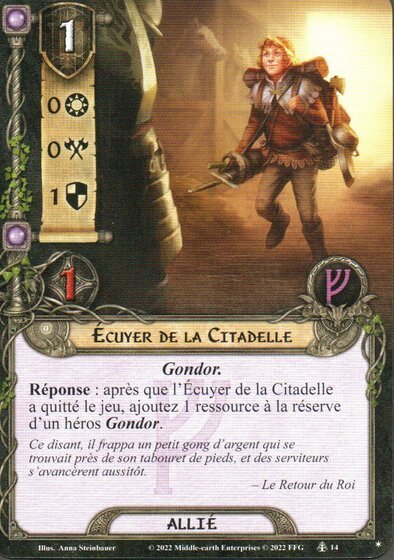 1
0
0
1
1
Écuyer de la Citadelle
Gondor.
Réponse : après que l'Écuyer de la Citadelle
a quitté le jeu, ajoutez 1 ressource à la réserve
d'un héros Gondor.
Ce disant, il frappa un petit gong d'argent qui se
trouvait près de son tabouret de pieds, et des serviteurs
s'avancèrent aussitôt.
– Le Retour du Roi
Allié
Illus. Anna Steinbauer © 2022 Middle-earth Enterprises © 2022 FFG 14